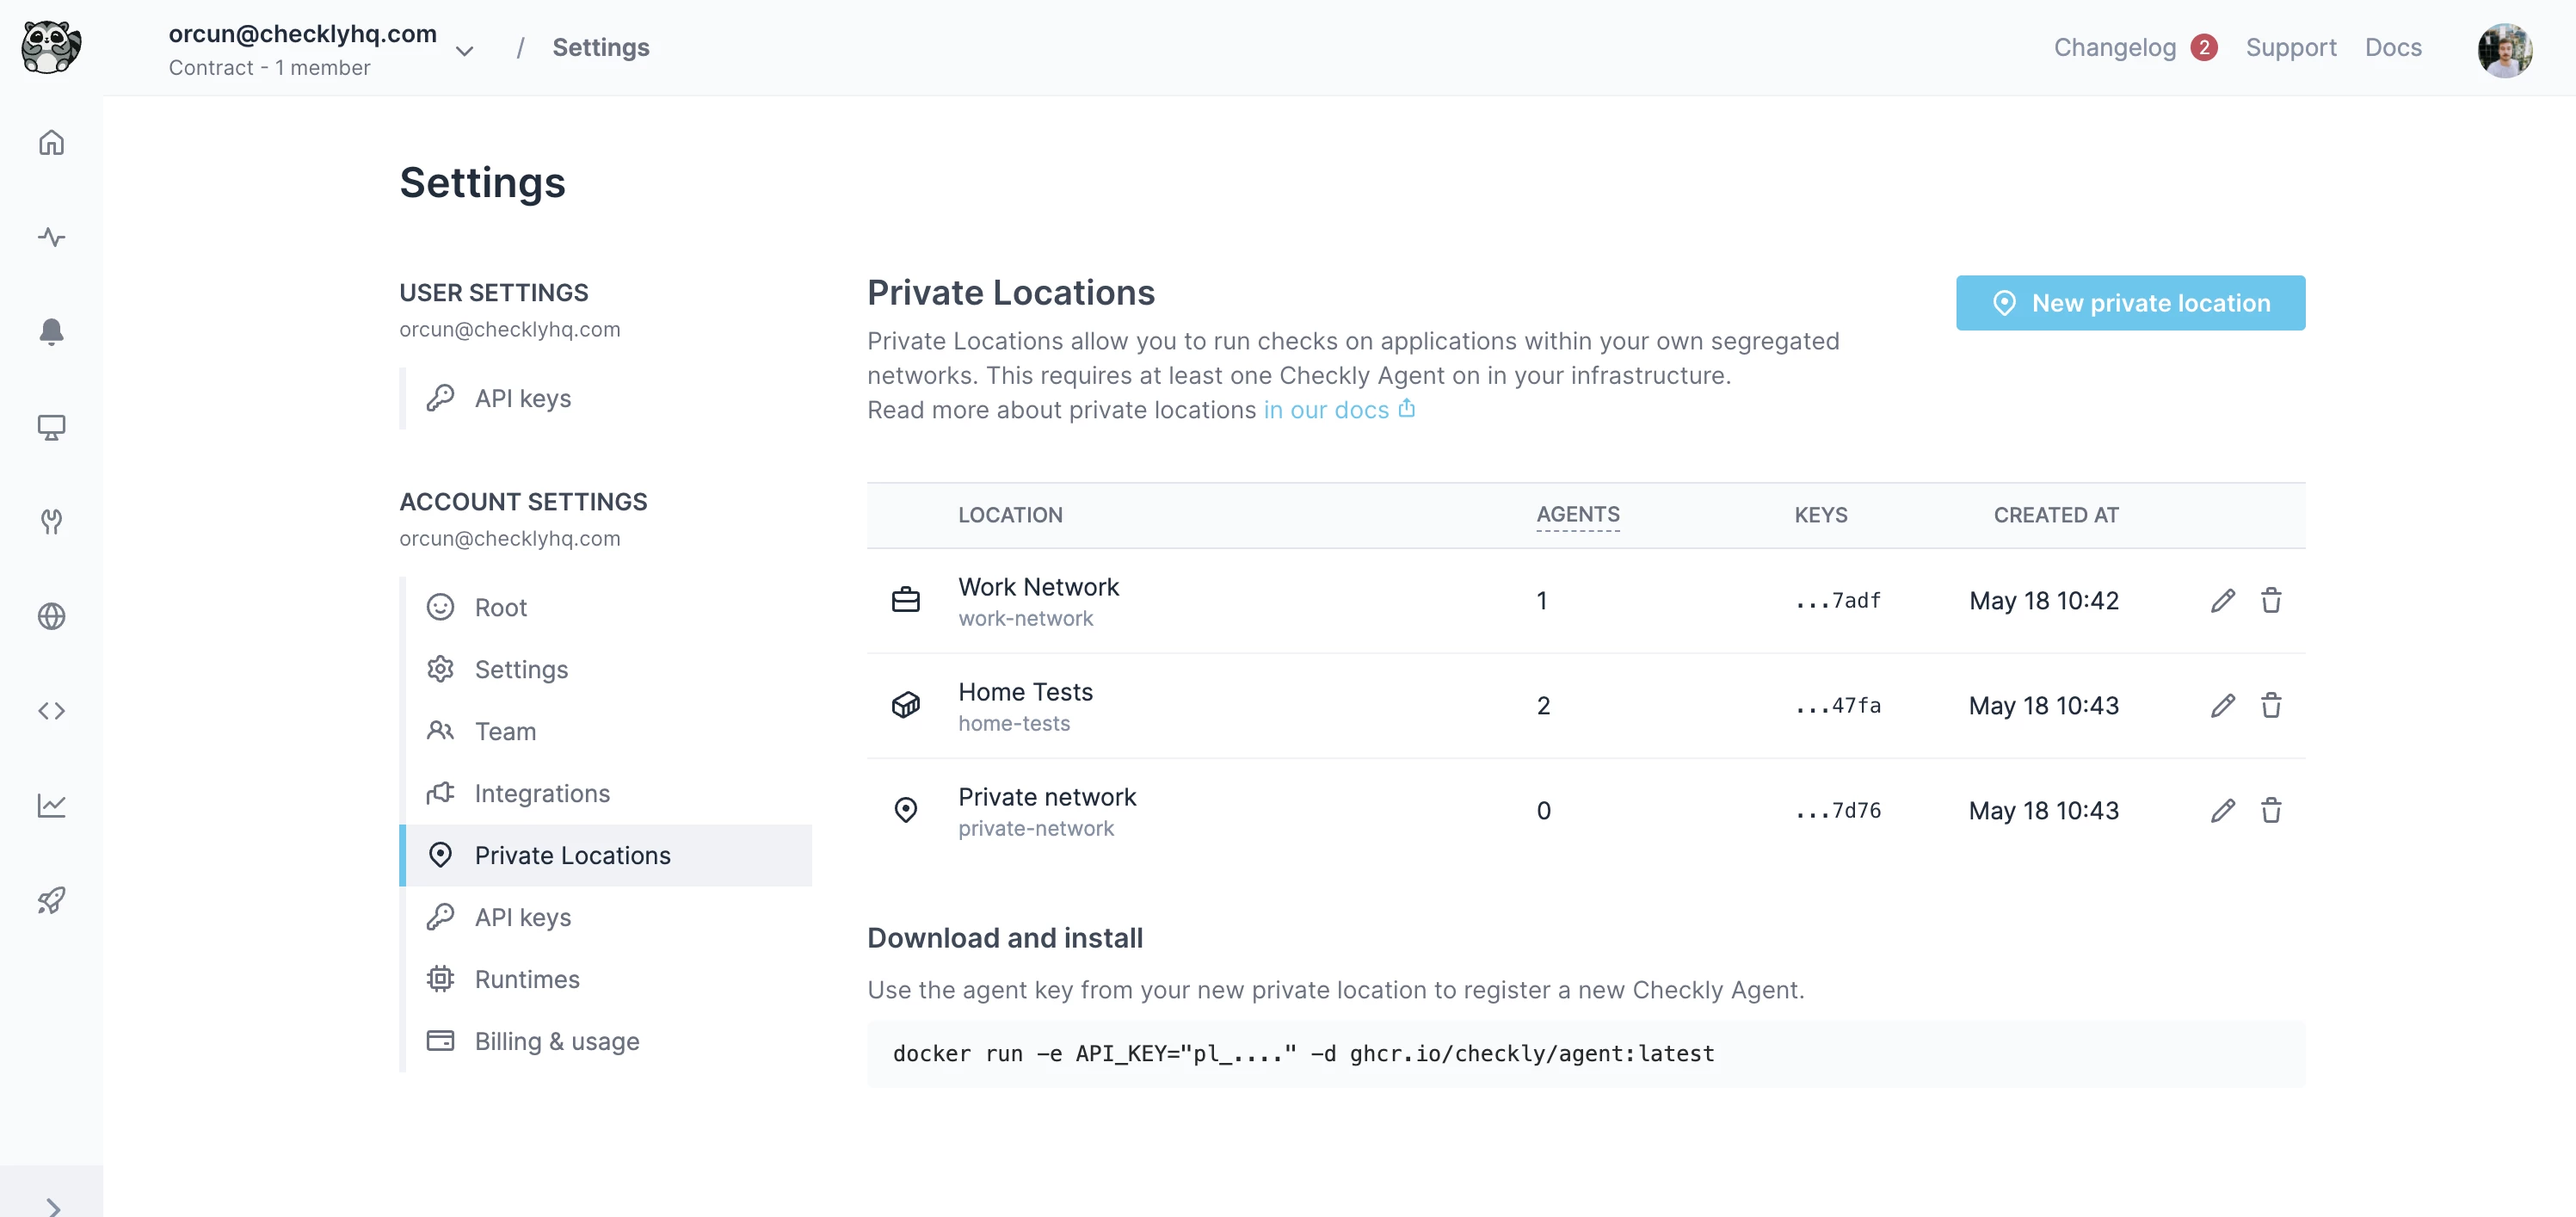 orcun@checklyhq.com
Contract - 1 member
/ Settings
Changelog 2 Support Docs
Settings
USER SETTINGS
orcun@checklyhq.com
API keys
ACCOUNT SETTINGS
orcun@checklyhq.com
Root
Settings
Team
Integrations
Private Locations
API keys
Runtimes
Billing & usage
Private Locations
New private location
Private Locations allow you to run checks on applications within your own segregated
networks. This requires at least one Checkly Agent on in your infrastructure.
Read more about private locations in our docs
LOCATION AGENTS KEYS CREATED AT
Work Network
work-network
1 ...7adf May 18 10:42
Home Tests
home-tests
2 ...47fa May 18 10:43
Private network
private-network
0 ...7d76 May 18 10:43
Download and install
Use the agent key from your new private location to register a new Checkly Agent.
docker run -e API_KEY="pl_...." -d ghcr.io/checkly/agent:latest